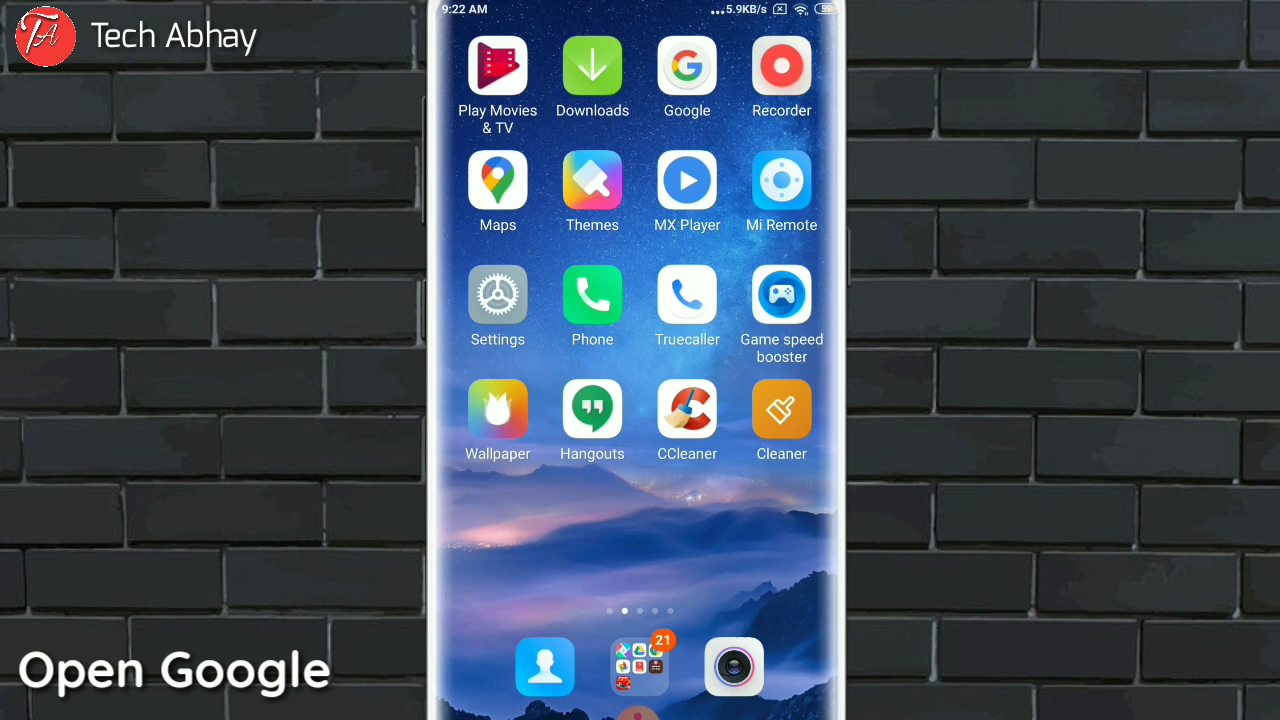 Tech Abhay
9:22 AM
...5.9KB/s
Play Movies & TV
Downloads
Google
Recorder
Maps
Themes
MX Player
Mi Remote
Settings
Phone
Truecaller
Game speed booster
Wallpaper
Hangouts
CCleaner
Cleaner
21
Open Google